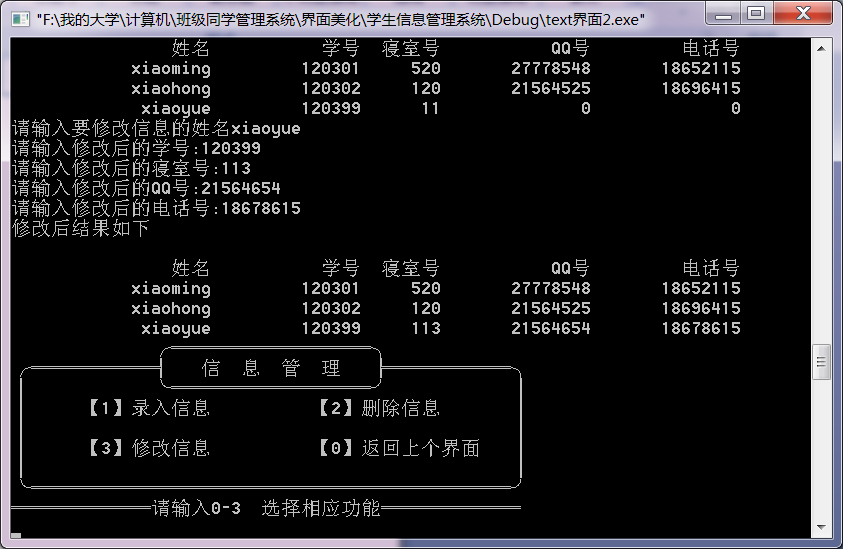 "F:\我的大学\计算机\班级同学管理系统\界面美化\学生信息管理系统\Debug\text界面2.exe"
姓名 学号 寝室号 QQ号 电话号
xiaoming 120301 520 27778548 18652115
xiaohong 120302 120 21564525 18696415
xiaoyue 120399 11 0 0
请输入要修改信息的姓名xiaoyue
请输入修改后的学号:120399
请输入修改后的寝室号:113
请输入修改后的QQ号:21564654
请输入修改后的电话号:18678615
修改后结果如下
姓名 学号 寝室号 QQ号 电话号
xiaoming 120301 520 27778548 18652115
xiaohong 120302 120 21564525 18696415
xiaoyue 120399 113 21564654 18678615
信 息 管 理
【1】录入信息 【2】删除信息
【3】修改信息 【0】返回上个界面
请输入0-3 选择相应功能